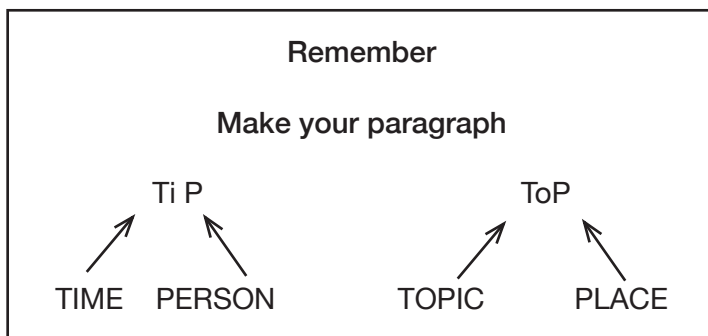 Remember
Make your paragraph
Ti P ToP
TIME PERSON TOPIC PLACE